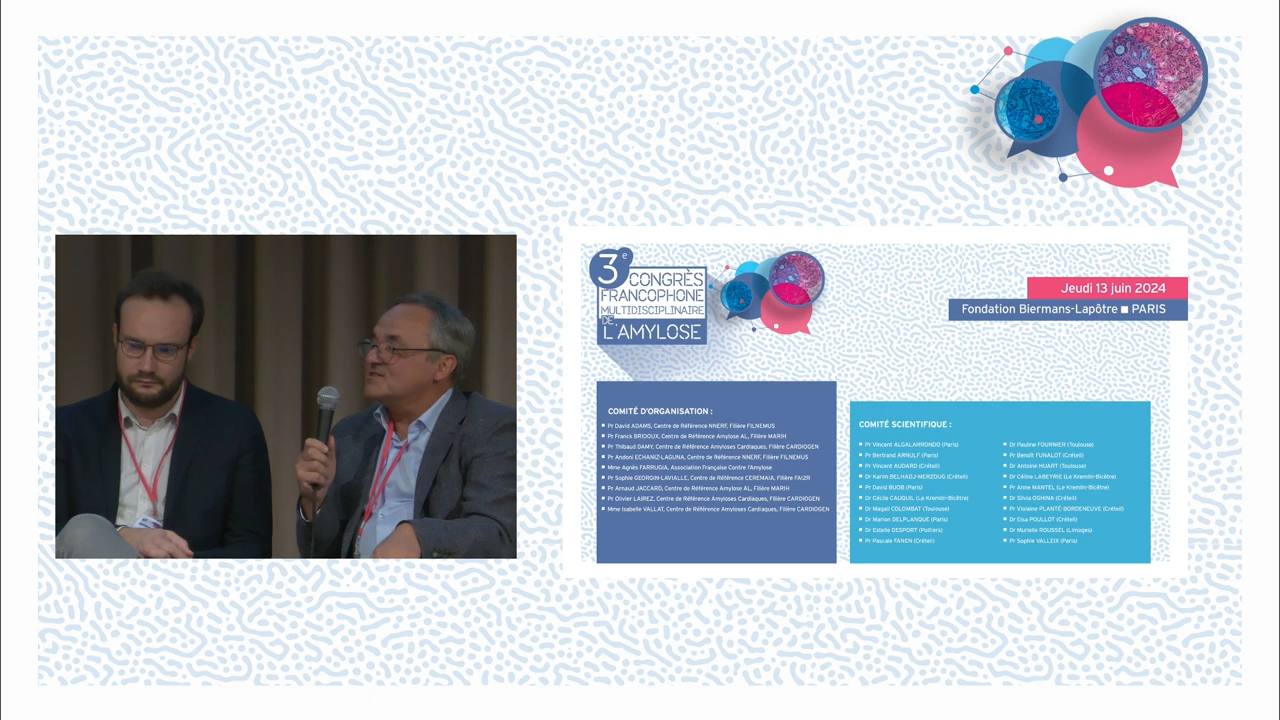 3e
CONGRÈS
FRANCOPHONE
MULTIDISCIPLINAIRE
DE
L'AMYLOSE
Jeudi 13 juin 2024
Fondation Biermans-Lapôtre ■ PARIS
COMITÉ D'ORGANISATION :
■ Pr David ADAMS, Centre de Référence NNERF, Filière FILNEMUS
■ Pr Franck BRIDOUX, Centre de Référence Amylose AL, Filière MARIH
■ Pr Thibaud DAMY, Centre de Référence Amyloses Cardiaques, Filière CARDIOGEN
■ Pr Andoni ECHANIZ-LAGUNA, Centre de Référence NNERF, Filière FILNEMUS
■ Mme Agnès FARRUGIA, Association Française Contre l'Amylose
■ Pr Sophie GEORGIN-LAVIALLE, Centre de Référence CEREMAIA, Filière FAI2R
■ Pr Arnaud JACCARD, Centre de Référence Amylose AL, Filière MARIH
■ Pr Olivier LAIREZ, Centre de Référence Amyloses Cardiaques, Filière CARDIOGEN
■ Mme Isabelle VALLAT, Centre de Référence Amyloses Cardiaques, Filière CARDIOGEN
COMITÉ SCIENTIFIQUE :
■ Pr Vincent ALGALARRONDO (Paris)
■ Pr Bertrand ARNULF (Paris)
■ Pr Vincent AUDARD (Créteil)
■ Dr Karim BELHADJ-MERZOUG (Créteil)
■ Pr David BUOB (Paris)
■ Dr Cécile CAUQUIL (Le Kremlin-Bicêtre)
■ Dr Magali COLOMBAT (Toulouse)
■ Dr Marion DELPLANQUE (Paris)
■ Dr Estelle DESPORT (Poitiers)
■ Pr Pascale FANEN (Créteil)
■ Dr Pauline FOURNIER (Toulouse)
■ Pr Benoît FUNALOT (Créteil)
■ Dr Antoine HUART (Toulouse)
■ Dr Céline LABEYRIE (Le Kremlin-Bicêtre)
■ Pr Anne MANTEL (Le Kremlin-Bicêtre)
■ Dr Silvia OGHINA (Créteil)
■ Pr Violaine PLANTÉ-BORDENEUVE (Créteil)
■ Dr Elsa POULLOT (Créteil)
■ Dr Murielle ROUSSEL (Limoges)
■ Pr Sophie VALLEIX (Paris)